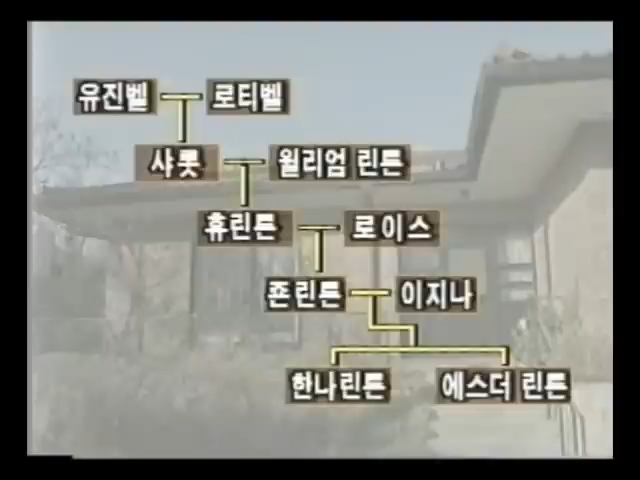 유진벨 로티벨
샤롯 윌리엄 린튼
휴린튼 로이스
죤린튼 이지나
한나린튼 에스더 린튼